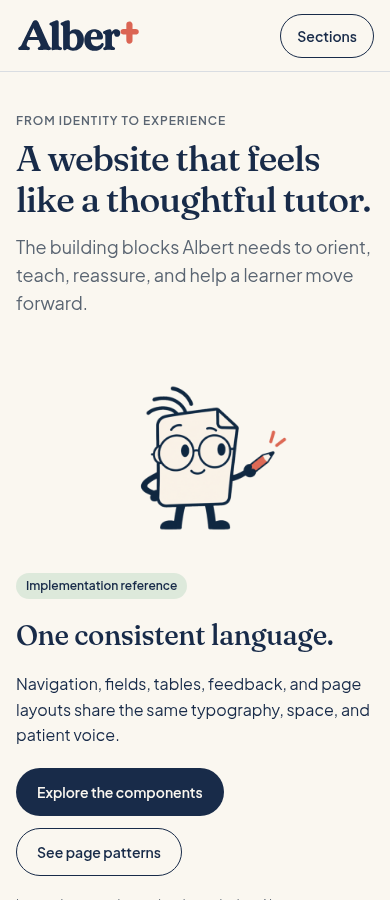 Alber+
Sections
FROM IDENTITY TO EXPERIENCE
A website that feels
like a thoughtful tutor.
The building blocks Albert needs to orient,
teach, reassure, and help a learner move
forward.
Implementation reference
One consistent language.
Navigation, fields, tables, feedback, and page
layouts share the same typography, space, and
patient voice.
Explore the components
See page patterns